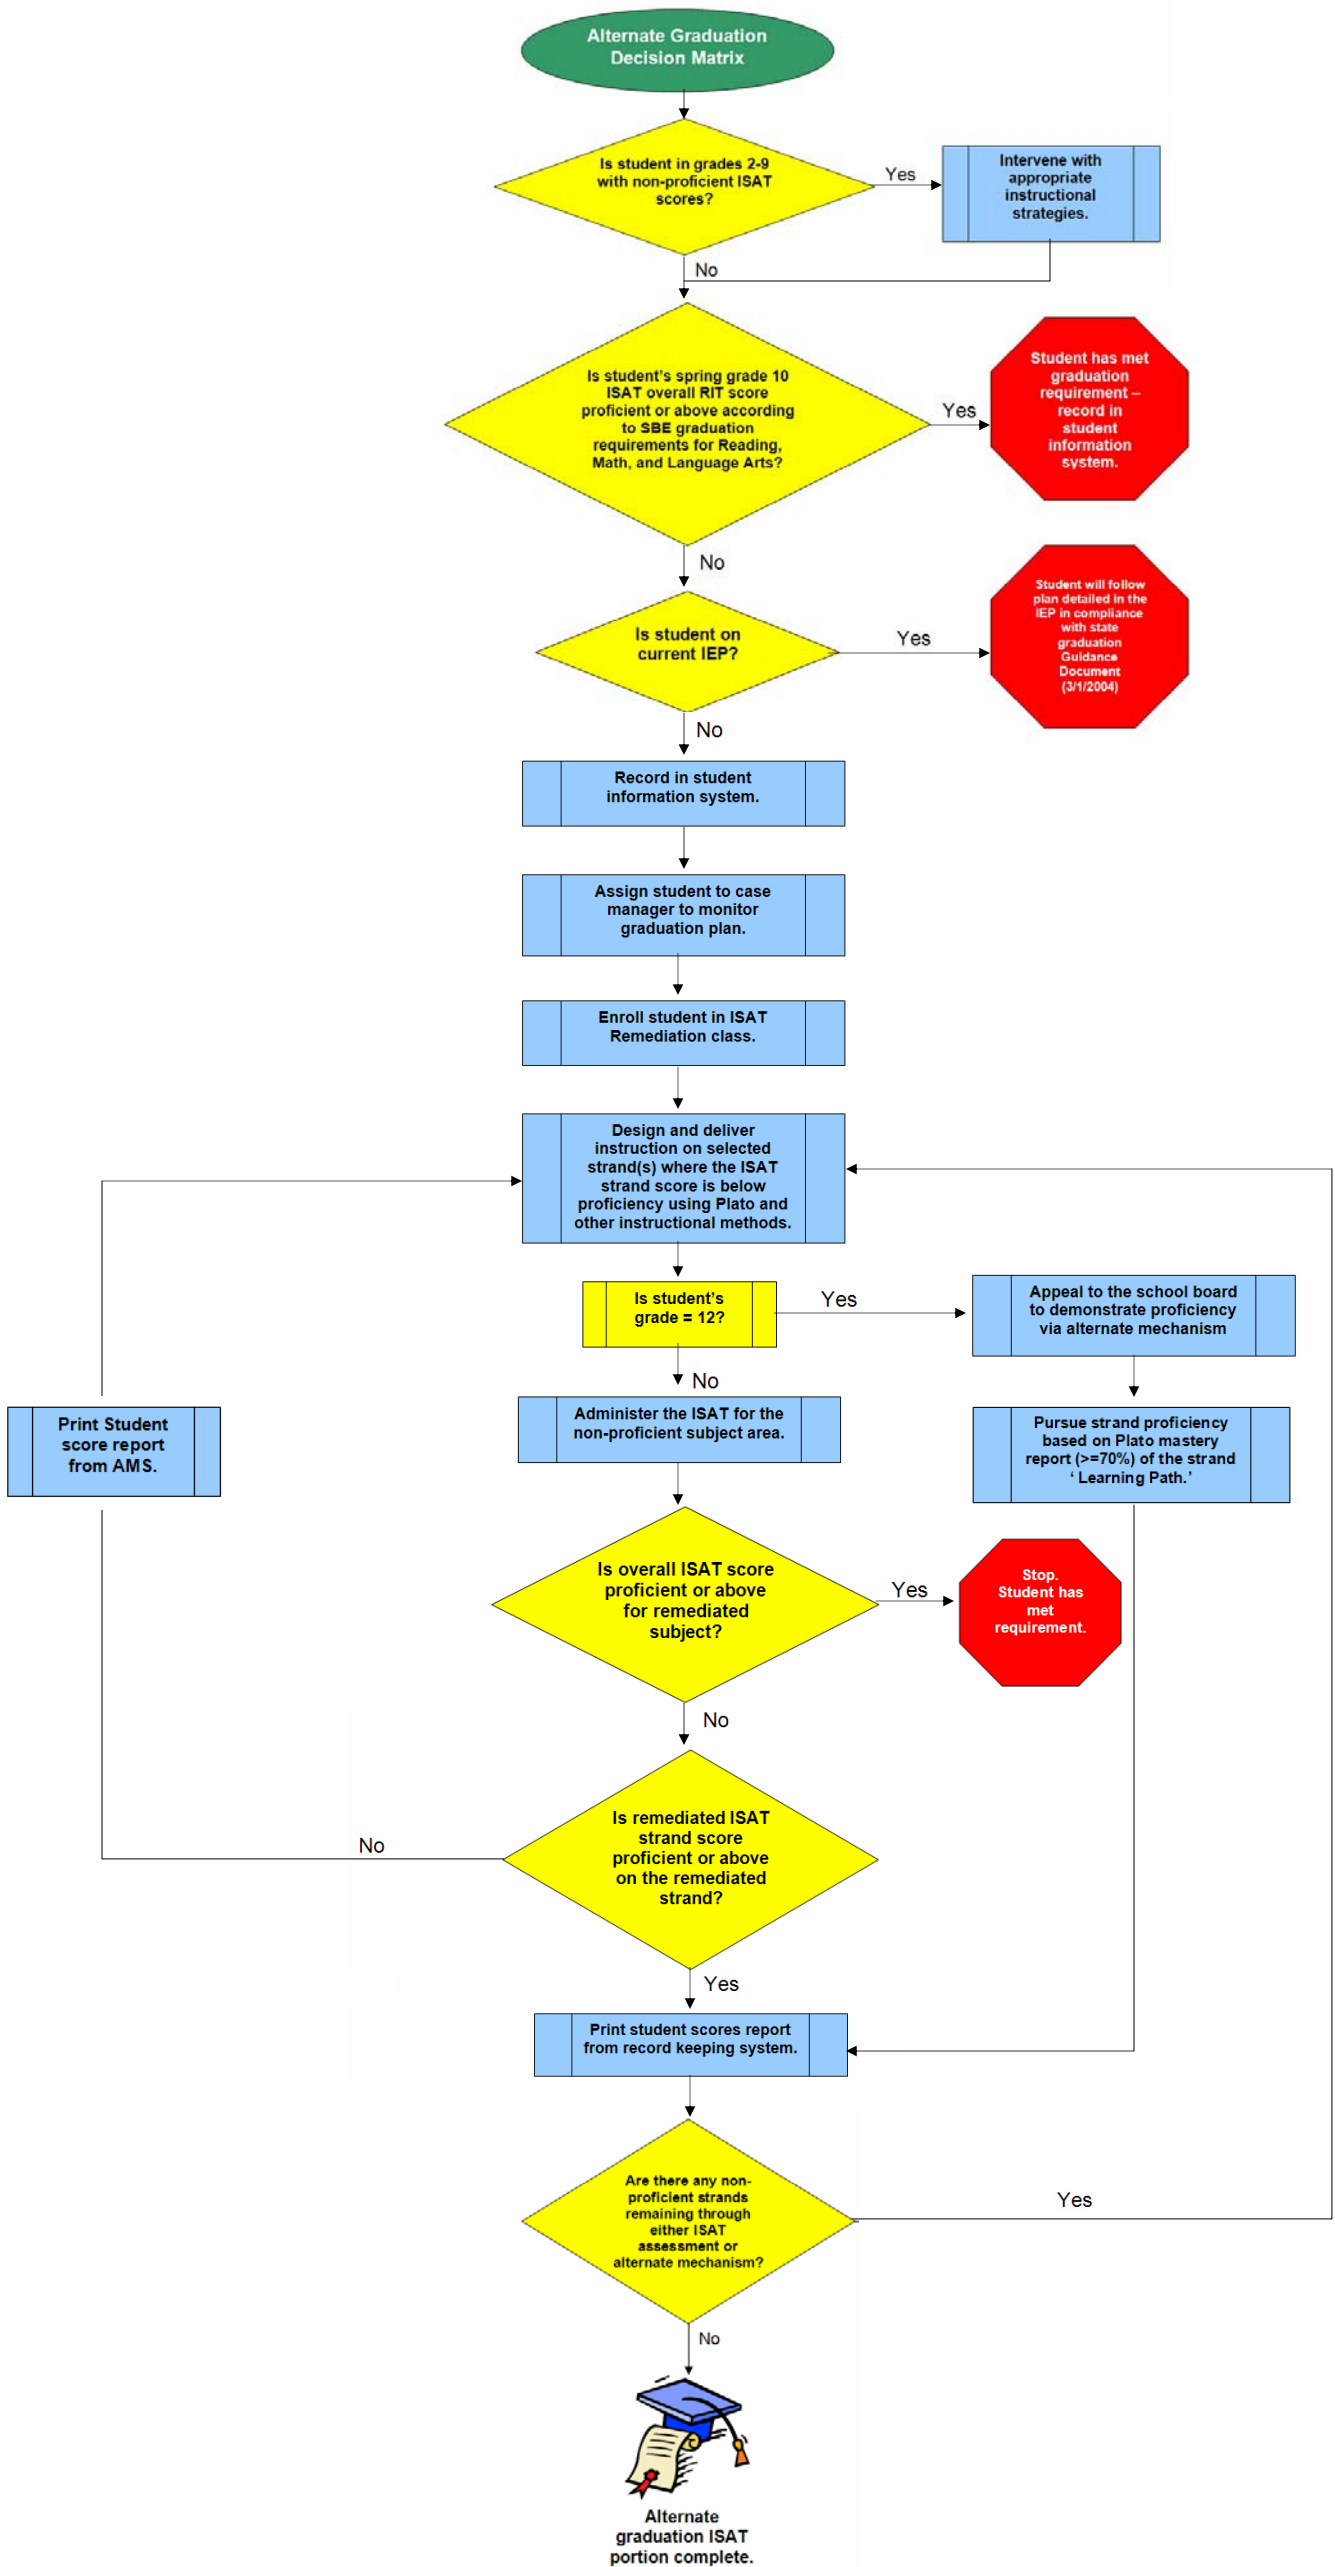 Alternate Graduation
Decision Matrix
Is student in grades 2-9
with non-proficient ISAT
scores?
Yes
Intervene with
appropriate
instructional
strategies.
No
Is student's spring grade 10
ISAT overall RIT score
proficient or above according
to SBE graduation
requirements for Reading,
Math, and Language Arts?
Yes
Student has met
graduation
requirement –
record in
student
information
system.
No
Is student on
current IEP?
Yes
Student will follow
plan detailed in the
IEP in compliance
with state
graduation
Guidance
Document
(3/1/2004)
No
Record in student
information system.
Assign student to case
manager to monitor
graduation plan.
Enroll student in ISAT
Remediation class.
Design and deliver
instruction on selected
strand(s) where the ISAT
strand score is below
proficiency using Plato and
other instructional methods.
Is student's
grade = 12?
Yes
Appeal to the school board
to demonstrate proficiency
via alternate mechanism
No
Administer the ISAT for the
non-proficient subject area.
Pursue strand proficiency
based on Plato mastery
report (>=70%) of the strand
‘ Learning Path.’
Print Student
score report
from AMS.
Is overall ISAT score
proficient or above
for remediated
subject?
Yes
Stop.
Student has
met
requirement.
No
Is remediated ISAT
strand score
proficient or above
on the remediated
strand?
No
Yes
Print student scores report
from record keeping system.
Are there any non-
proficient strands
remaining through
either ISAT
assessment or
alternate mechanism?
Yes
No
Alternate
graduation ISAT
portion complete.